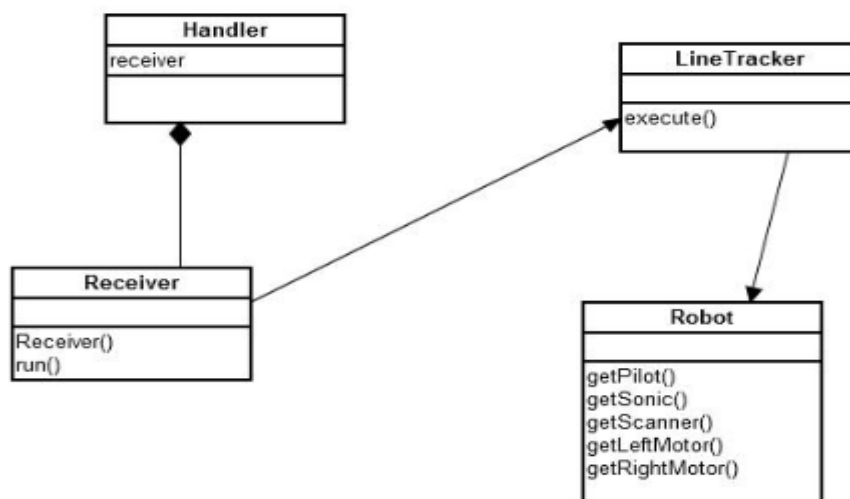 Handler
receiver
LineTracker
execute()
Receiver
Receiver()
run()
Robot
getPilot()
getSonic()
getScanner()
getLeftMotor()
getRightMotor()